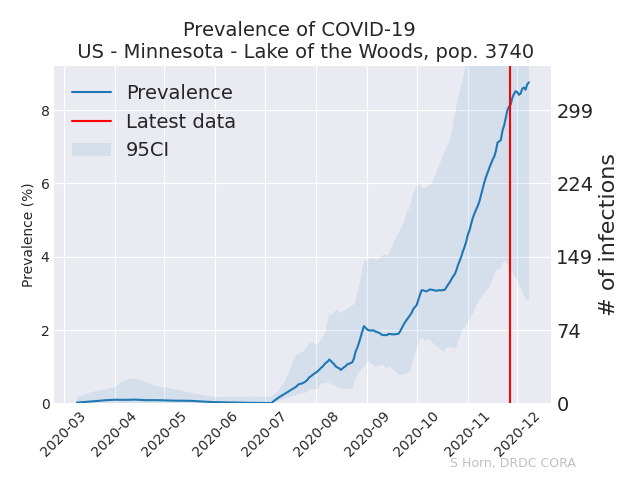 Prevalence of COVID-19
US - Minnesota - Lake of the Woods, pop. 3740
Prevalence
Latest data
95CI
Prevalence (%)
8
6
4
2
0
299
224
149
74
0
# of infections
2020-03
2020-04
2020-05
2020-06
2020-07
2020-08
2020-09
2020-10
2020-11
2020-12
S Horn, DRDC CORA